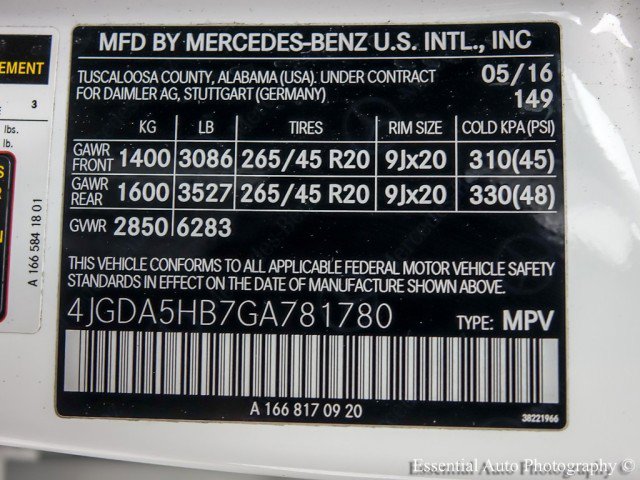 MFD BY MERCEDES-BENZ U.S. INTL., INC
TUSCALOOSA COUNTY, ALABAMA (USA). UNDER CONTRACT 05/16
FOR DAIMLER AG, STUTTGART (GERMANY) 149
KG LB TIRES RIM SIZE COLD KPA (PSI)
GAWR FRONT 1400 3086 265/45 R20 9Jx20 310(45)
GAWR REAR 1600 3527 265/45 R20 9Jx20 330(48)
GVWR 2850 6283
THIS VEHICLE CONFORMS TO ALL APPLICABLE FEDERAL MOTOR VEHICLE SAFETY
STANDARDS IN EFFECT ON THE DATE OF MANUFACTURE SHOWN ABOVE.
4JGDA5HB7GA781780 TYPE: MPV
A 166 817 09 20
38221966
EMENT
3
lbs.
lb.
A 166 584 18 01
Essential Auto Photography ©